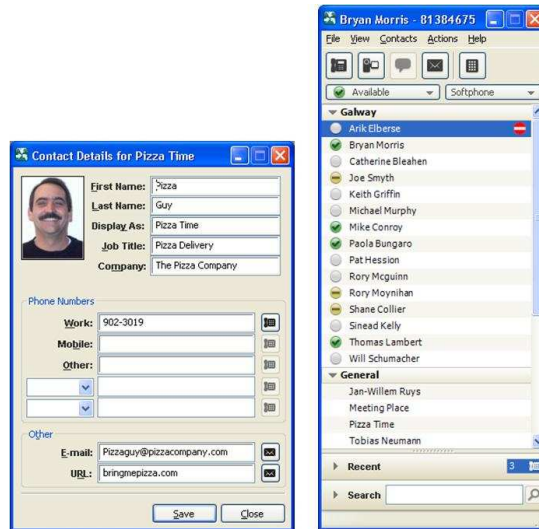 Contact Details for Pizza Time
First Name: Pizza
Last Name: Guy
Display As: Pizza Time
Job Title: Pizza Delivery
Company: The Pizza Company
Phone Numbers
Work: 902-3019
Mobile:
Other:
Other
E-mail: Pizzaguy@pizzacompany.com
URL: bringmepizza.com
Save Close
Bryan Morris - 81384675
File View Contacts Actions Help
Available Softphone
Galway
Arik Elberse
Bryan Morris
Catherine Bleahen
Joe Smyth
Keith Griffin
Michael Murphy
Mike Conroy
Paola Bungaro
Pat Hession
Rory Mcguinn
Rory Moynihan
Shane Collier
Sinead Kelly
Thomas Lambert
Will Schumacher
General
Jan-Willem Ruys
Meeting Place
Pizza Time
Tobias Neumann
Recent 3
Search